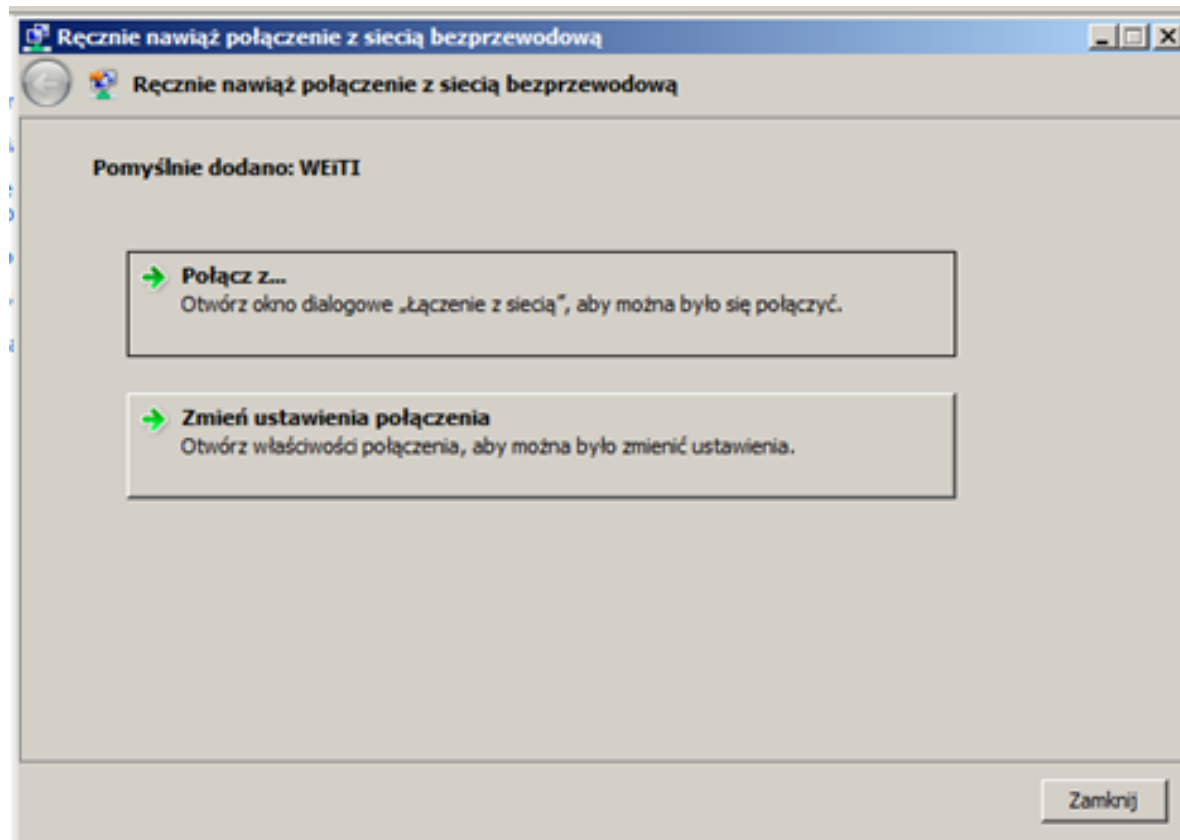 Ręcznie nawiąż połączenie z siecią bezprzewodową
Ręcznie nawiąż połączenie z siecią bezprzewodową
Pomyślnie dodano: WEiTI
Połącz z...
Otwórz okno dialogowe „Łączenie z siecią”, aby można było się połączyć.
Zmień ustawienia połączenia
Otwórz właściwości połączenia, aby można było zmienić ustawienia.
Zamknij